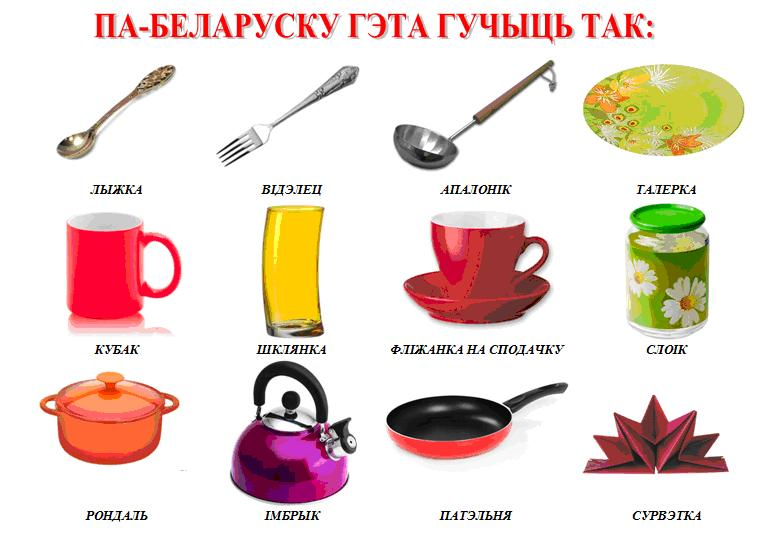 ПА-БЕЛАРУСКУ ГЭТА ГУЧЫЦЬ ТАК:
ЛЫЖКА
ВІДЭЛЕЦ
АПАЛОНІК
ТАЛЕРКА
КУБАК
ШКЛЯНКА
ФЛІЖАНКА НА СПОДАЧКУ
СЛОІК
РОНДАЛЬ
ІМБРЫК
ПАТЭЛЬНЯ
СУРВЭТКА